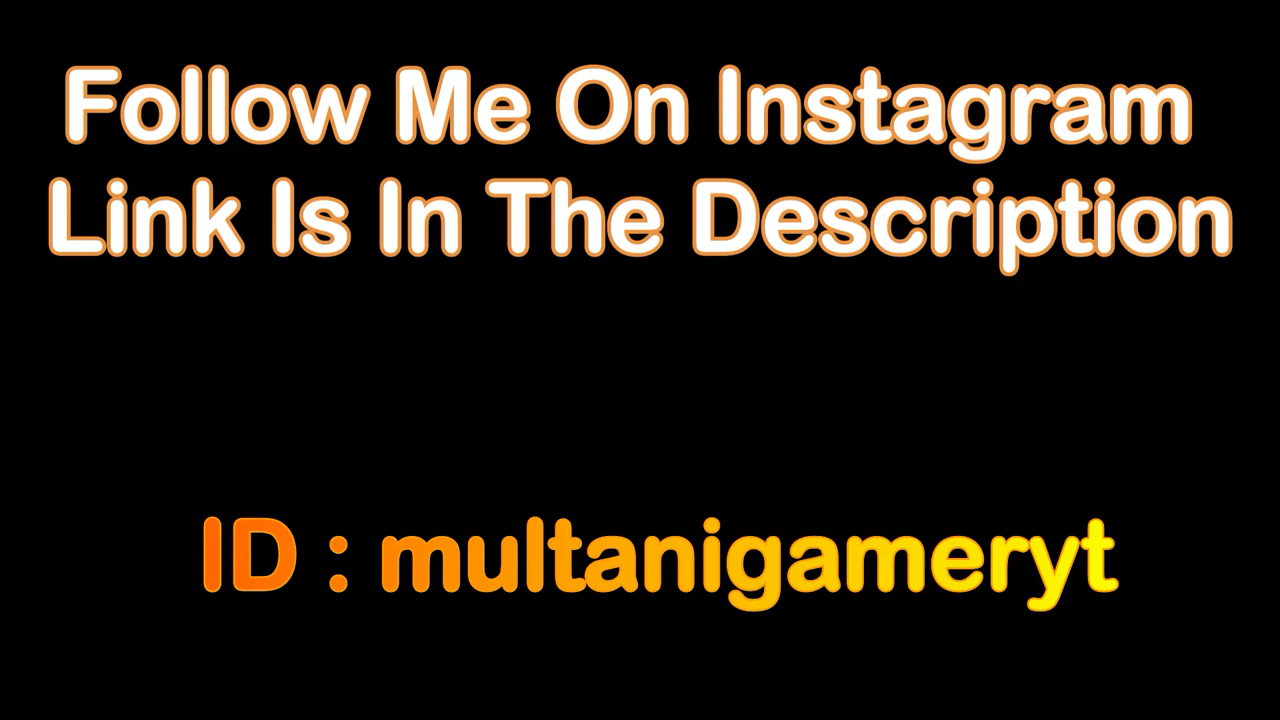 Follow Me On Instagram
Link Is In The Description
ID : multanigameryt